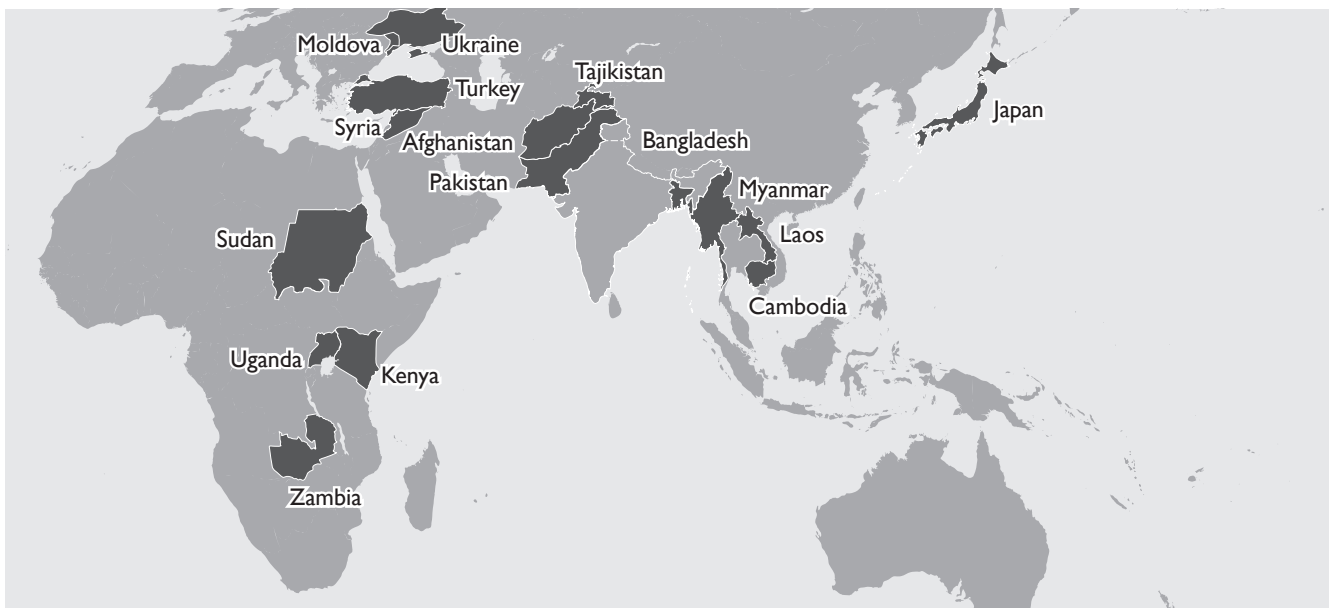 Moldova
Ukraine
Tajikistan
Turkey
Japan
Syria
Afghanistan
Bangladesh
Pakistan
Myanmar
Sudan
Laos
Cambodia
Uganda
Kenya
Zambia